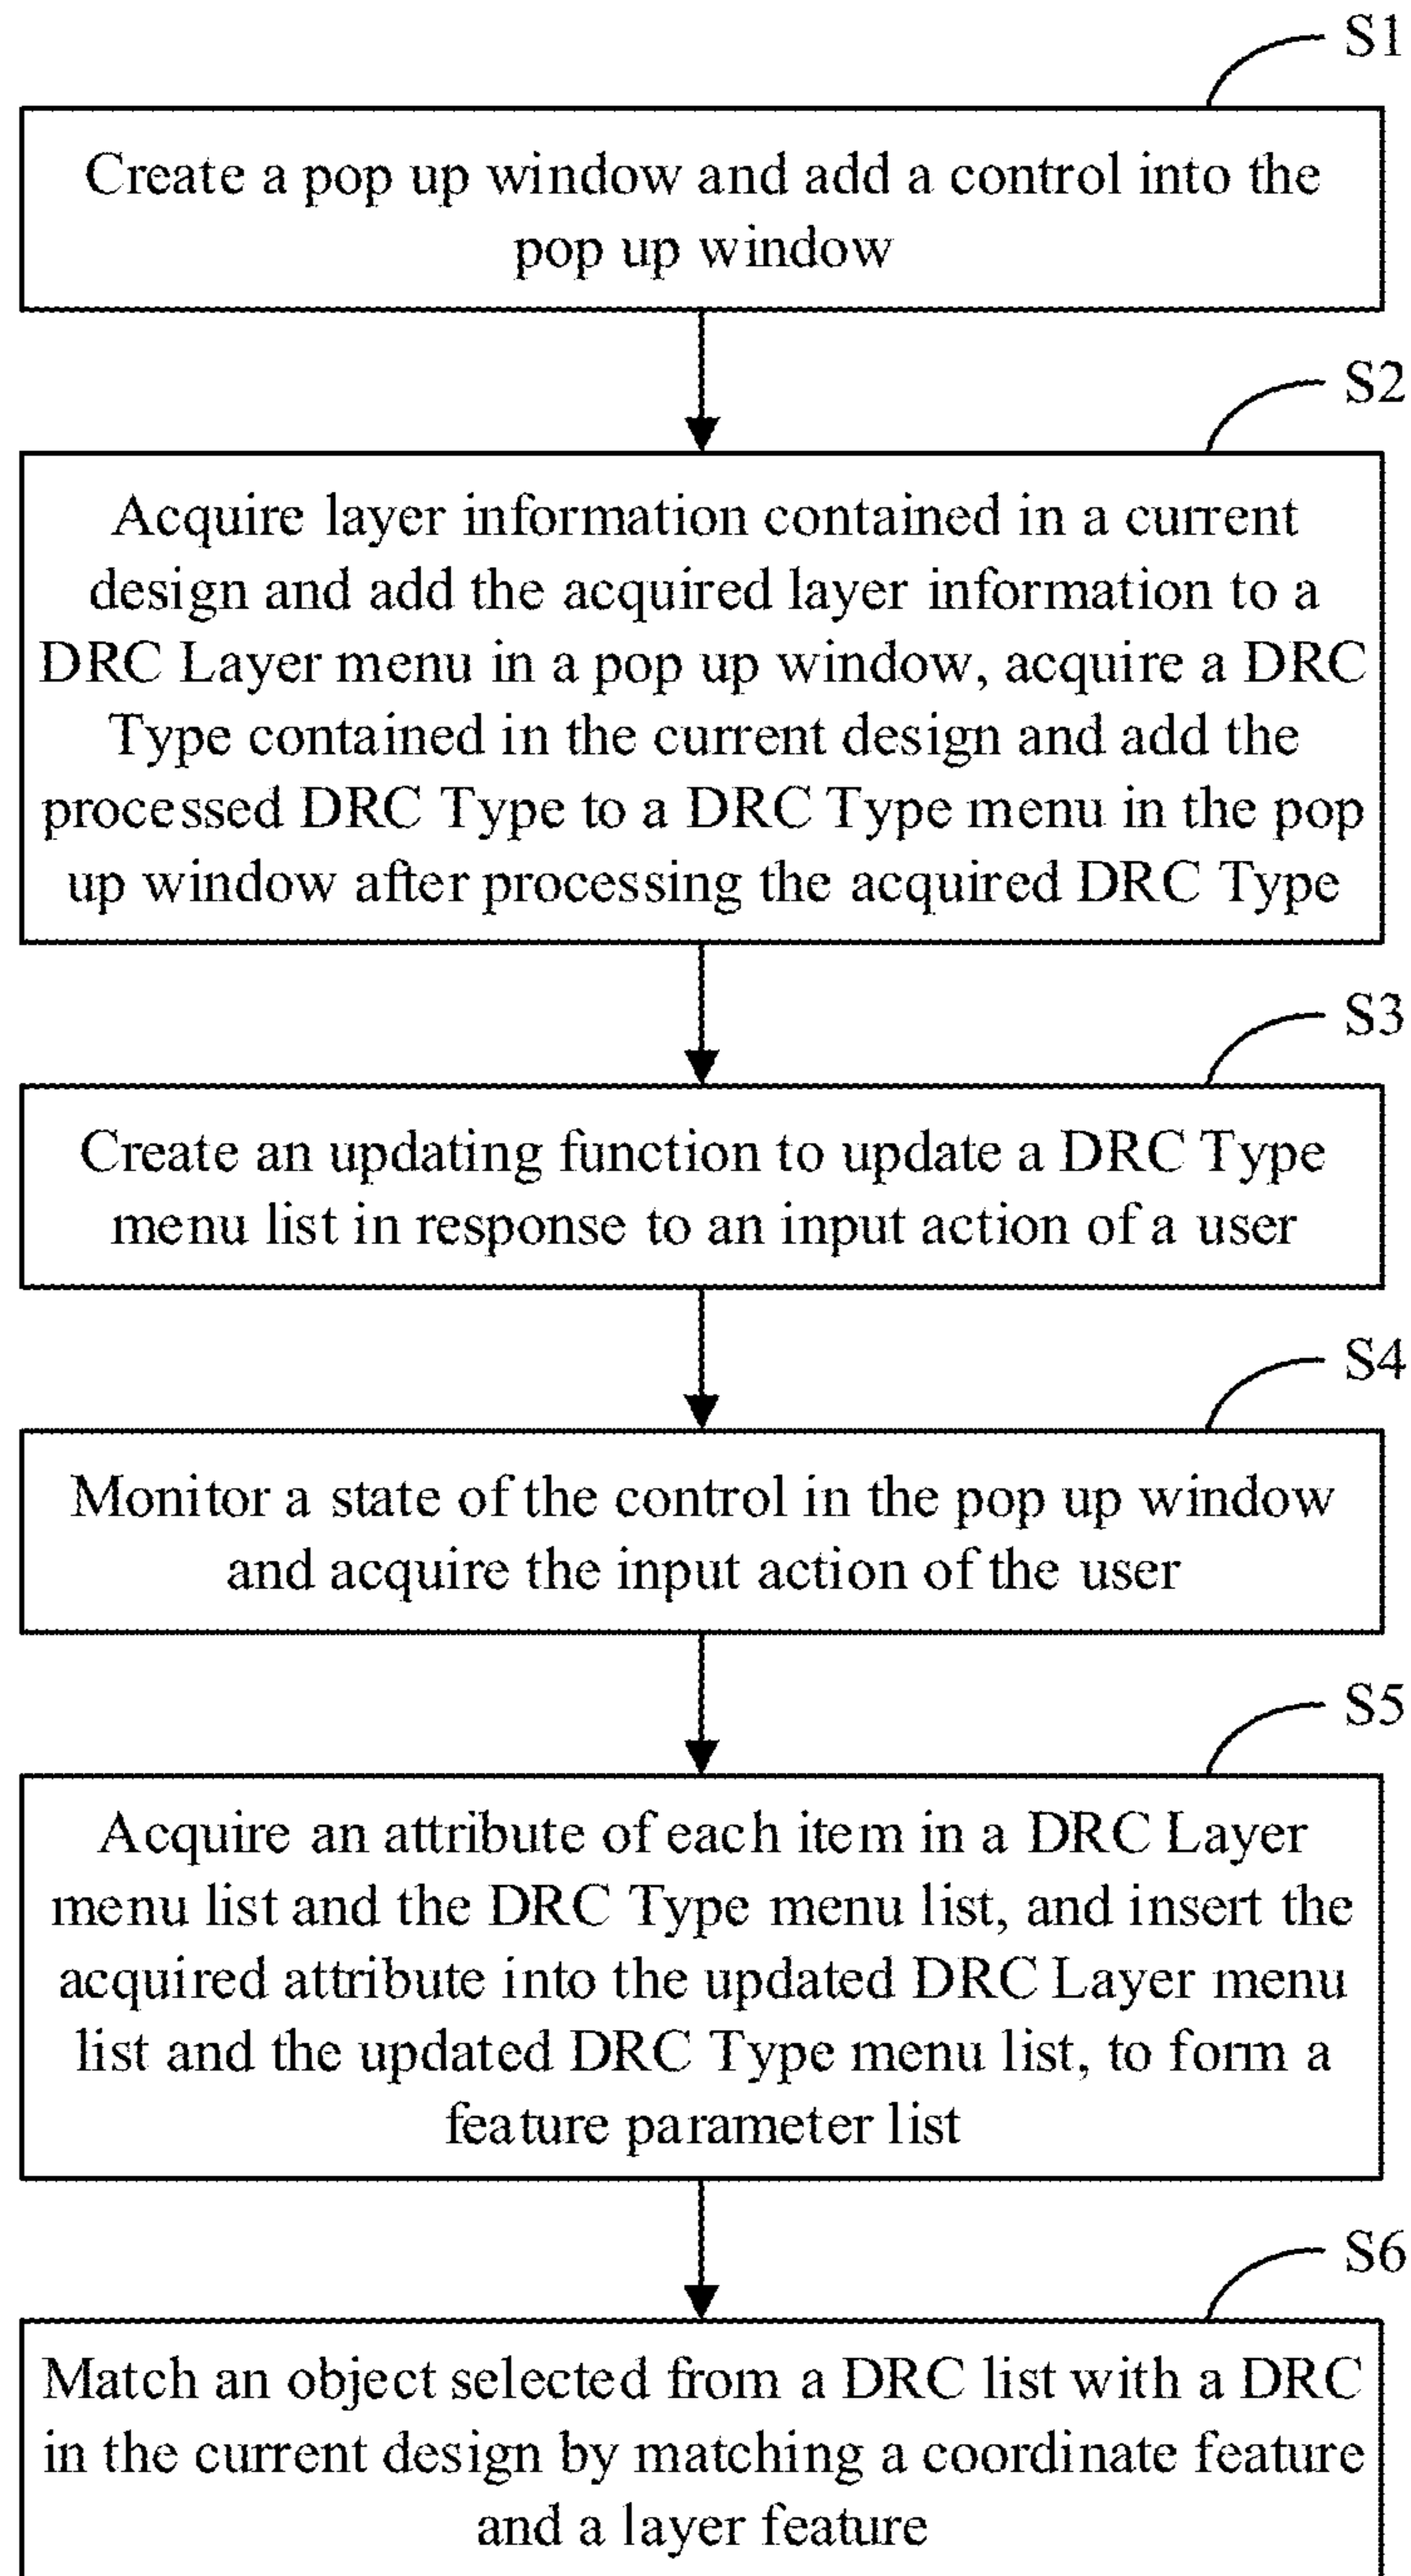 S1
Create a pop up window and add a control into the
pop up window
S2
Acquire layer information contained in a current
design and add the acquired layer information to a
DRC Layer menu in a pop up window, acquire a DRC
Type contained in the current design and add the
processed DRC Type to a DRC Type menu in the pop
up window after processing the acquired DRC Type
S3
Create an updating function to update a DRC Type
menu list in response to an input action of a user
S4
Monitor a state of the control in the pop up window
and acquire the input action of the user
S5
Acquire an attribute of each item in a DRC Layer
menu list and the DRC Type menu list, and insert the
acquired attribute into the updated DRC Layer menu
list and the updated DRC Type menu list, to form a
feature parameter list
S6
Match an object selected from a DRC list with a DRC
in the current design by matching a coordinate feature
and a layer feature